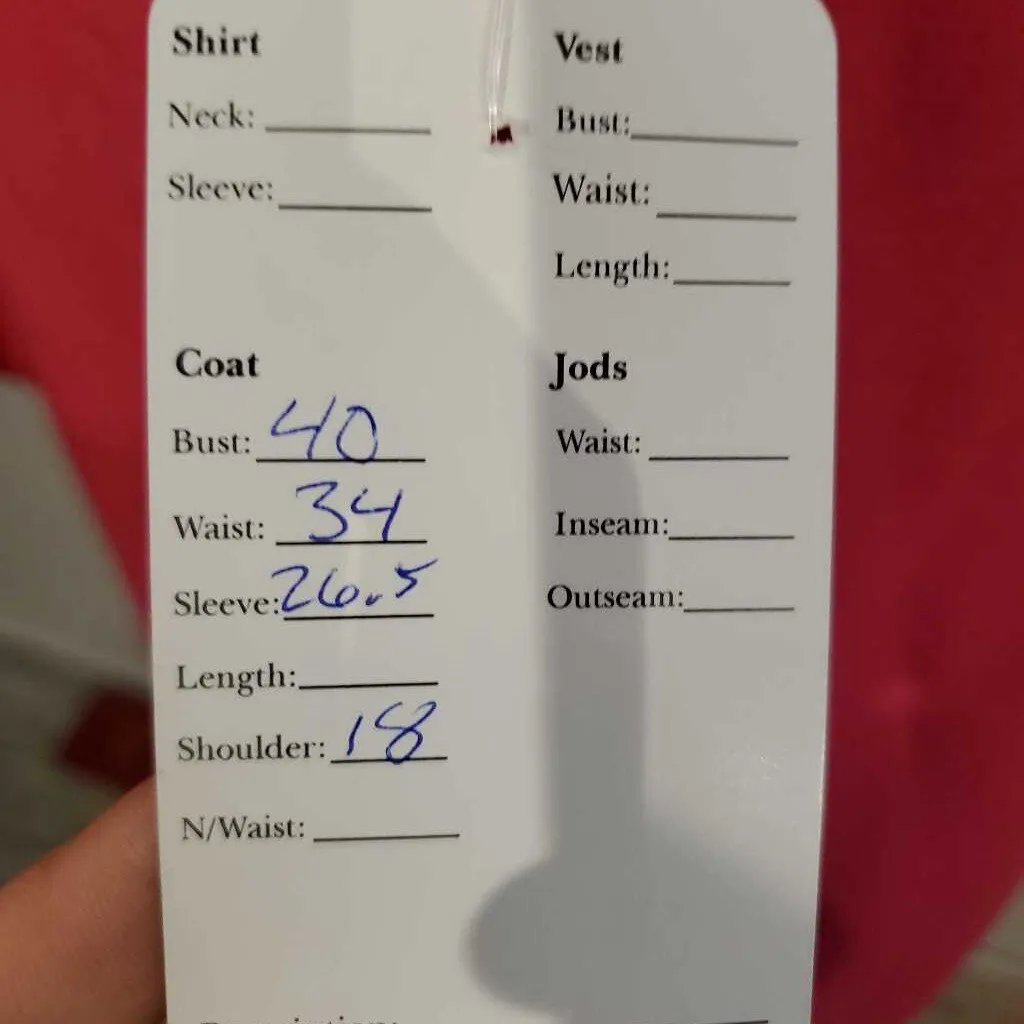 Shirt
Neck:
Sleeve:
Coat
Bust: 40
Waist: 34
Sleeve: 26.5
Length:
Shoulder: 18
N/Waist:
Vest
Bust:
Waist:
Length:
Jods
Waist:
Inseam:
Outseam: